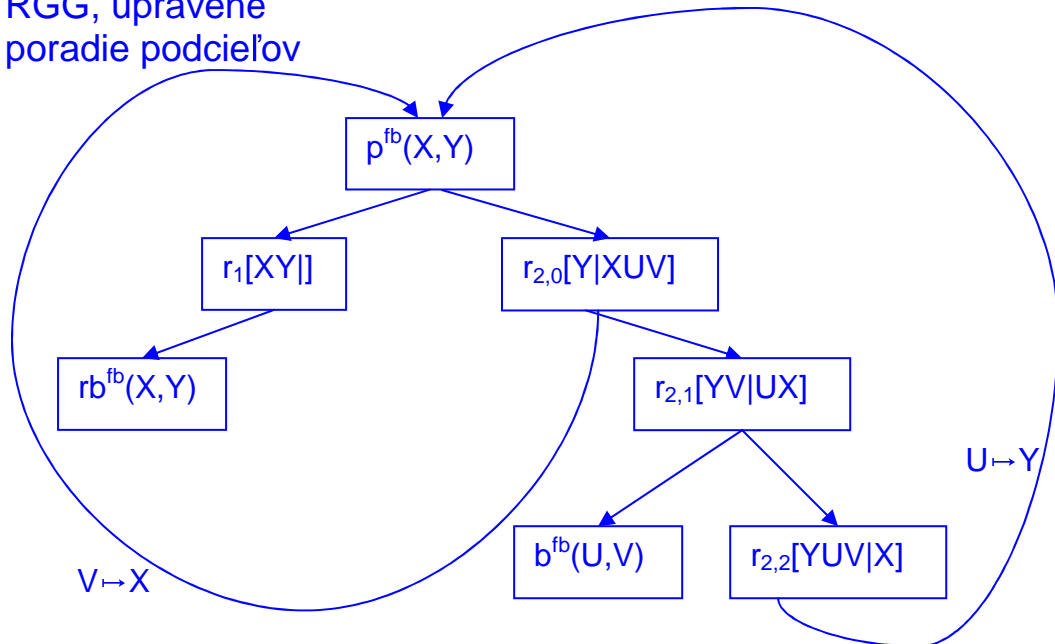 RGG, upravené
poradie podcieľov
p^fb(X,Y)
r₁[XY|]
r₂,₀[Y|XUV]
rb^fb(X,Y)
r₂,₁[YV|UX]
U↦Y
b^fb(U,V)
r₂,₂[YUV|X]
V↦X